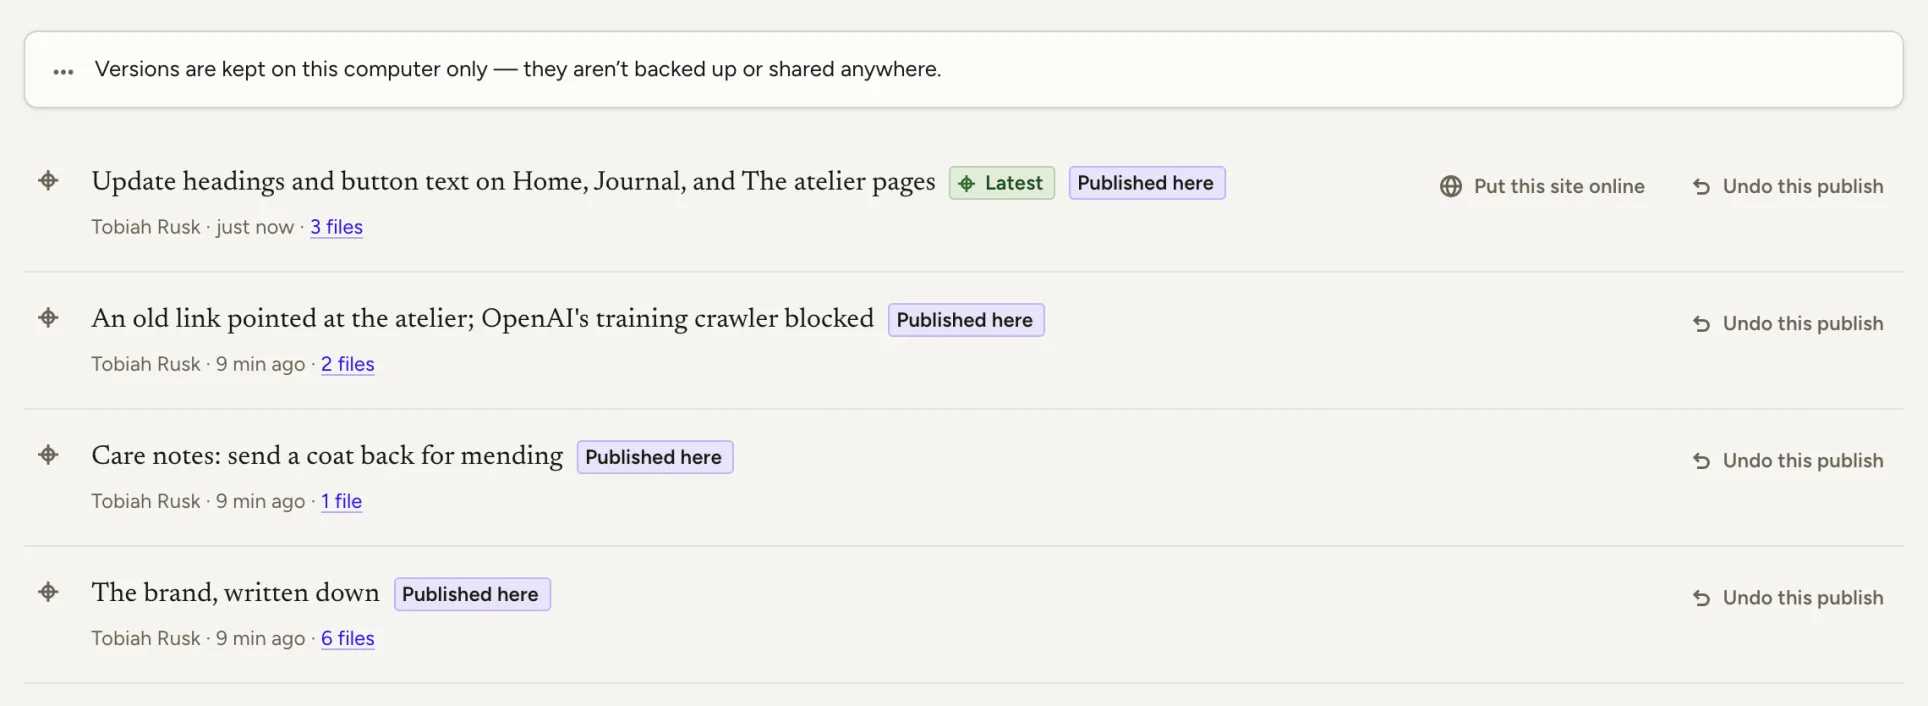 Versions are kept on this computer only — they aren’t backed up or shared anywhere.
Update headings and button text on Home, Journal, and The atelier pages Latest Published here Put this site online Undo this publish
Tobiah Rusk · just now · 3 files
An old link pointed at the atelier; OpenAI's training crawler blocked Published here Undo this publish
Tobiah Rusk · 9 min ago · 2 files
Care notes: send a coat back for mending Published here Undo this publish
Tobiah Rusk · 9 min ago · 1 file
The brand, written down Published here Undo this publish
Tobiah Rusk · 9 min ago · 6 files